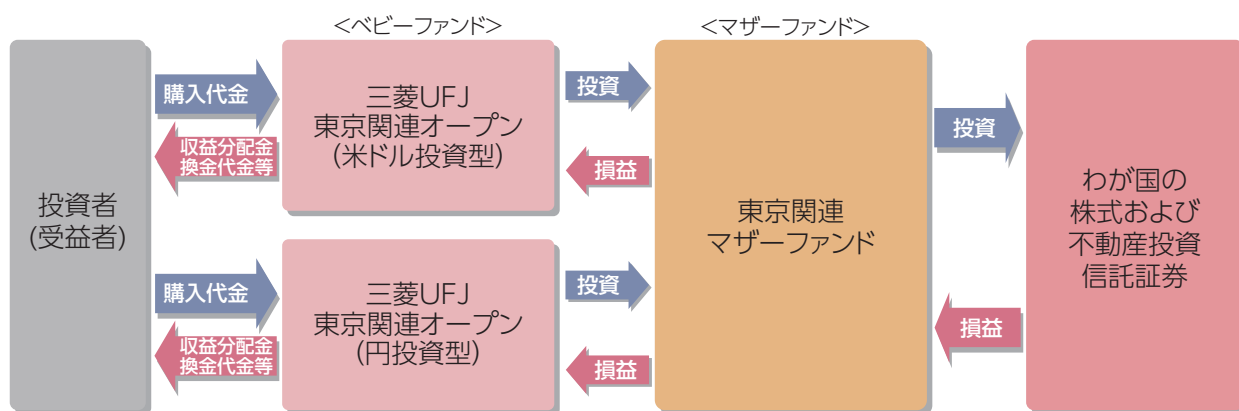 <ベビーファンド>
<マザーファンド>
投資者
(受益者)
購入代金
収益分配金
換金代金等
三菱UFJ
東京関連オープン
(米ドル投資型)
投資
損益
購入代金
収益分配金
換金代金等
三菱UFJ
東京関連オープン
(円投資型)
投資
損益
東京関連
マザーファンド
投資
損益
わが国の
株式および
不動産投資
信託証券